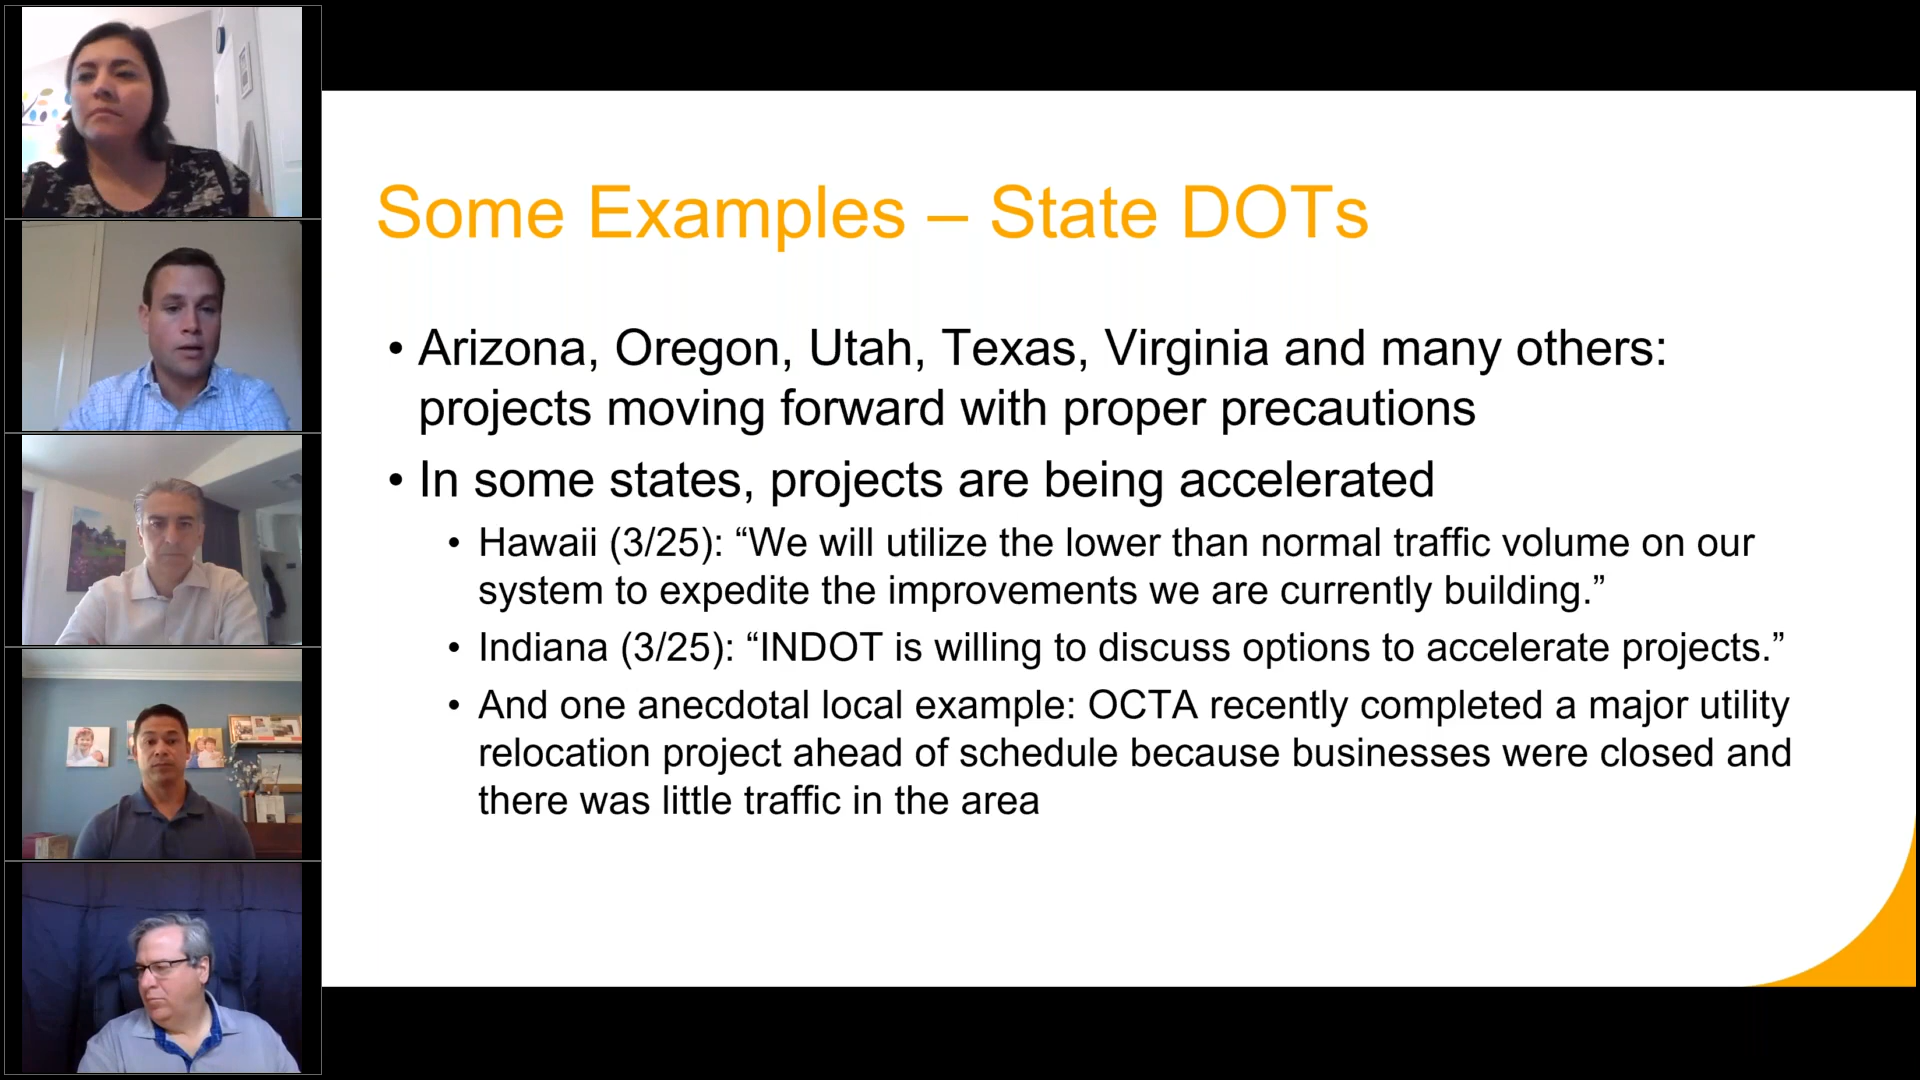 Some Examples – State DOTs
• Arizona, Oregon, Utah, Texas, Virginia and many others:
projects moving forward with proper precautions
• In some states, projects are being accelerated
• Hawaii (3/25): “We will utilize the lower than normal traffic volume on our
system to expedite the improvements we are currently building.”
• Indiana (3/25): “INDOT is willing to discuss options to accelerate projects.”
• And one anecdotal local example: OCTA recently completed a major utility
relocation project ahead of schedule because businesses were closed and
there was little traffic in the area